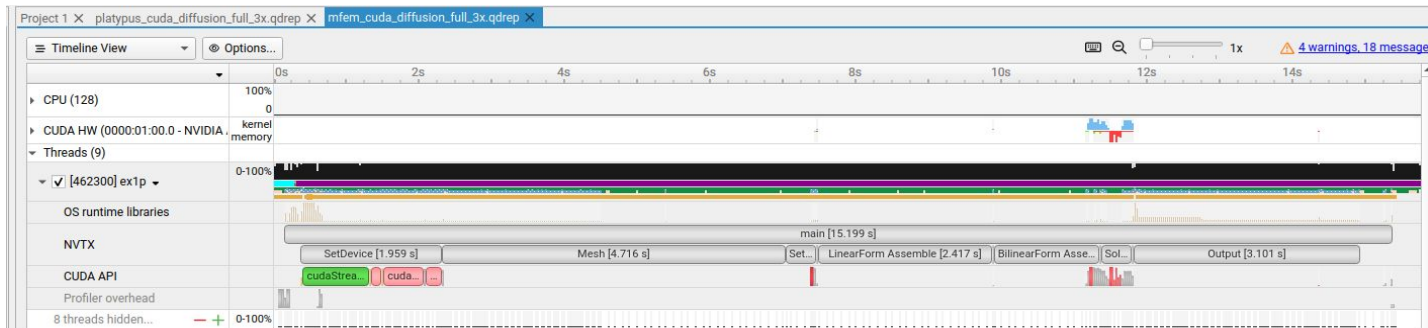 Project 1 × platypus_cuda_diffusion_full_3x.qdrep × mfem_cuda_diffusion_full_3x.qdrep ×
Timeline View Options... 1x 4 warnings, 18 message
0s 2s 4s 6s 8s 10s 12s 14s
CPU (128) 100%
0
CUDA HW (0000:01:00.0 - NVIDIA kernel
memory
Threads (9)
[462300] ex1p 0-100%
OS runtime libraries
NVTX main [15.199 s]
SetDevice [1.959 s] Mesh [4.716 s] Set... LinearForm Assemble [2.417 s] BilinearForm Asse... Sol... Output [3.101 s]
CUDA API cudaStrea... cuda... ...
Profiler overhead
8 threads hidden... − + 0-100%